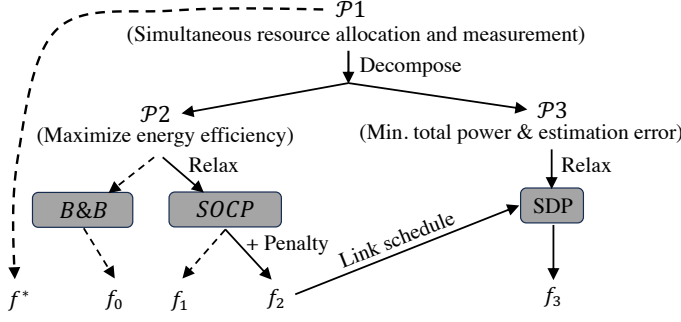 𝒫1
(Simultaneous resource allocation and measurement)
Decompose
𝒫2
(Maximize energy efficiency)
𝒫3
(Min. total power & estimation error)
Relax
Relax
B&B
SOCP
SDP
+ Penalty
Link schedule
f*
f₀
f₁
f₂
f₃